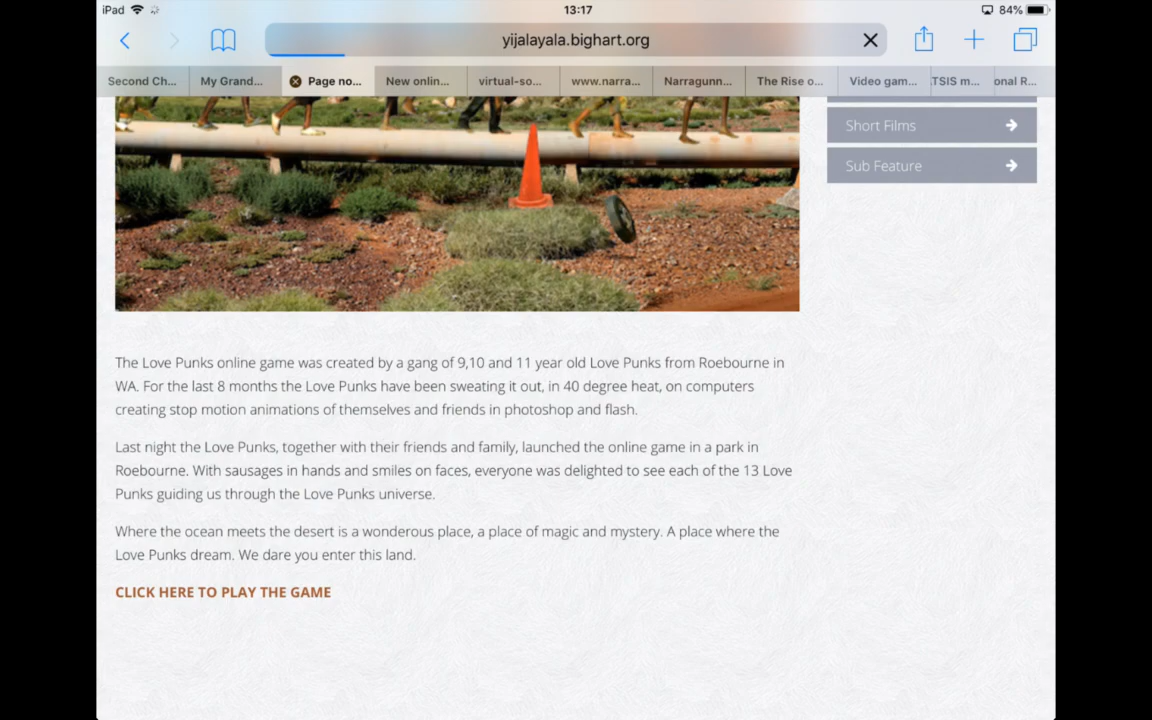 iPad 13:17 84%
yijalayala.bighart.org
Second Ch... My Grand... Page no... New onlin... virtual-so... www.narra... Narragunn... The Rise o... Video gam... TSIS m... onal R...
Short Films
Sub Feature
The Love Punks online game was created by a gang of 9,10 and 11 year old Love Punks from Roebourne in
WA. For the last 8 months the Love Punks have been sweating it out, in 40 degree heat, on computers
creating stop motion animations of themselves and friends in photoshop and flash.
Last night the Love Punks, together with their friends and family, launched the online game in a park in
Roebourne. With sausages in hands and smiles on faces, everyone was delighted to see each of the 13 Love
Punks guiding us through the Love Punks universe.
Where the ocean meets the desert is a wonderous place, a place of magic and mystery. A place where the
Love Punks dream. We dare you enter this land.
CLICK HERE TO PLAY THE GAME